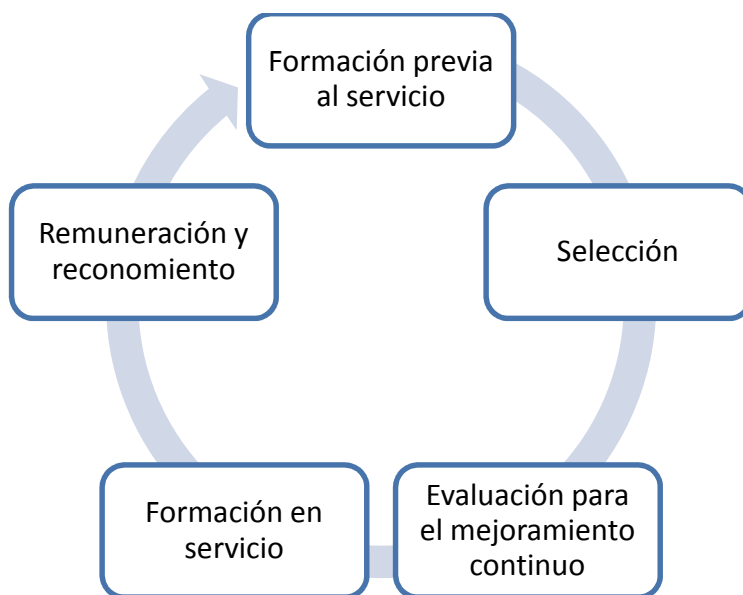 Formación previa
al servicio
Selección
Evaluación para
el mejoramiento
continuo
Formación en
servicio
Remuneración y
reconomiento